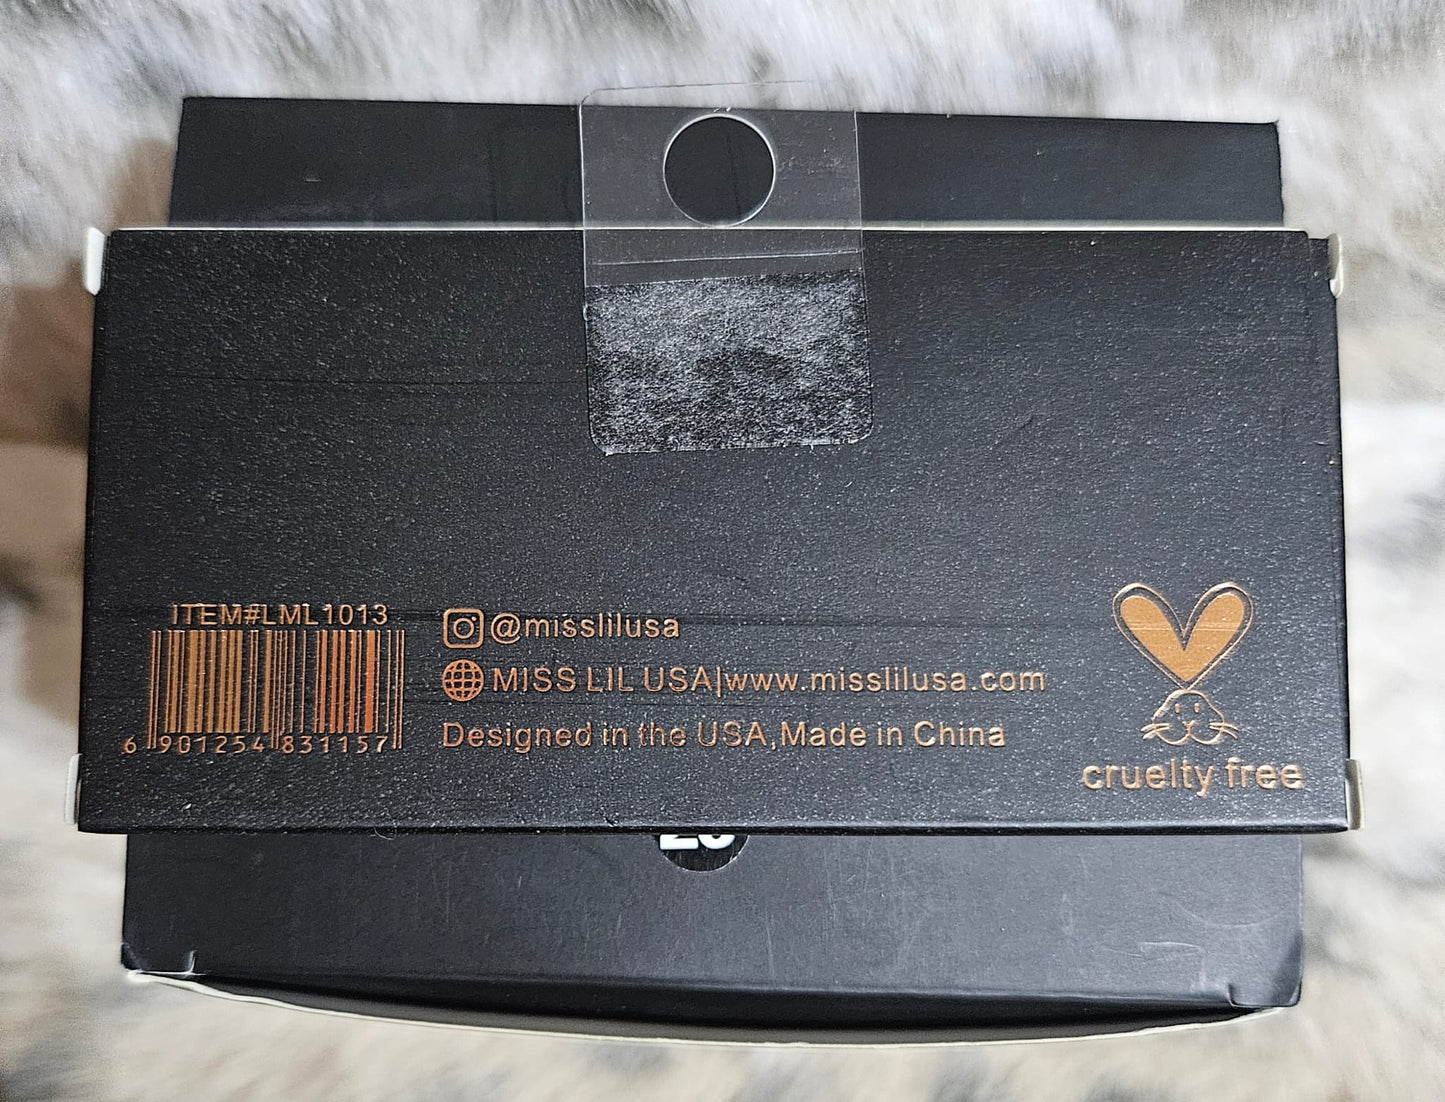 ITEM#LML1013
6 901254 831157
@misslilusa
MISS LIL USA|www.misslilusa.com
Designed in the USA,Made in China
cruelty free